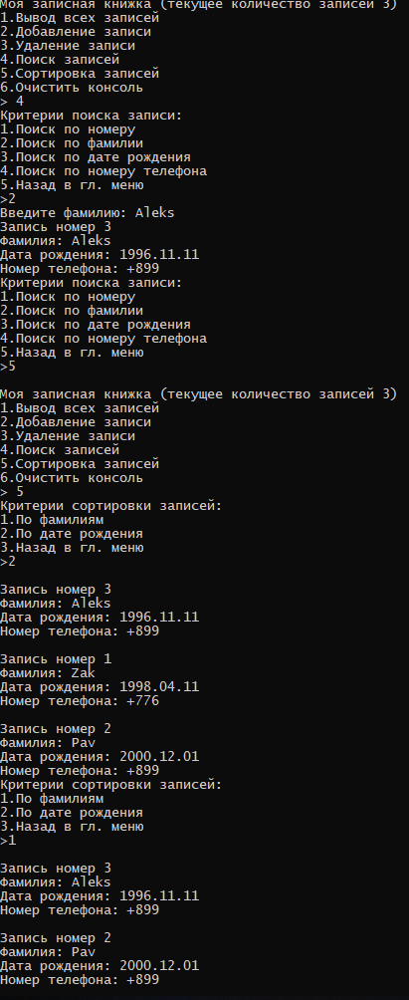 Моя записная книжка (текущее количество записей 3)
1.Вывод всех записей
2.Добавление записи
3.Удаление записи
4.Поиск записей
5.Сортировка записей
6.Очистить консоль
> 4
Критерии поиска записи:
1.Поиск по номеру
2.Поиск по фамилии
3.Поиск по дате рождения
4.Поиск по номеру телефона
5.Назад в гл. меню
>2
Введите фамилию: Aleks
Запись номер 3
Фамилия: Aleks
Дата рождения: 1996.11.11
Номер телефона: +899
Критерии поиска записи:
1.Поиск по номеру
2.Поиск по фамилии
3.Поиск по дате рождения
4.Поиск по номеру телефона
5.Назад в гл. меню
>5
Моя записная книжка (текущее количество записей 3)
1.Вывод всех записей
2.Добавление записи
3.Удаление записи
4.Поиск записей
5.Сортировка записей
6.Очистить консоль
> 5
Критерии сортировки записей:
1.По фамилиям
2.По дате рождения
3.Назад в гл. меню
>2
Запись номер 3
Фамилия: Aleks
Дата рождения: 1996.11.11
Номер телефона: +899
Запись номер 1
Фамилия: Zak
Дата рождения: 1998.04.11
Номер телефона: +776
Запись номер 2
Фамилия: Pav
Дата рождения: 2000.12.01
Номер телефона: +899
Критерии сортировки записей:
1.По фамилиям
2.По дате рождения
3.Назад в гл. меню
>1
Запись номер 3
Фамилия: Aleks
Дата рождения: 1996.11.11
Номер телефона: +899
Запись номер 2
Фамилия: Pav
Дата рождения: 2000.12.01
Номер телефона: +899